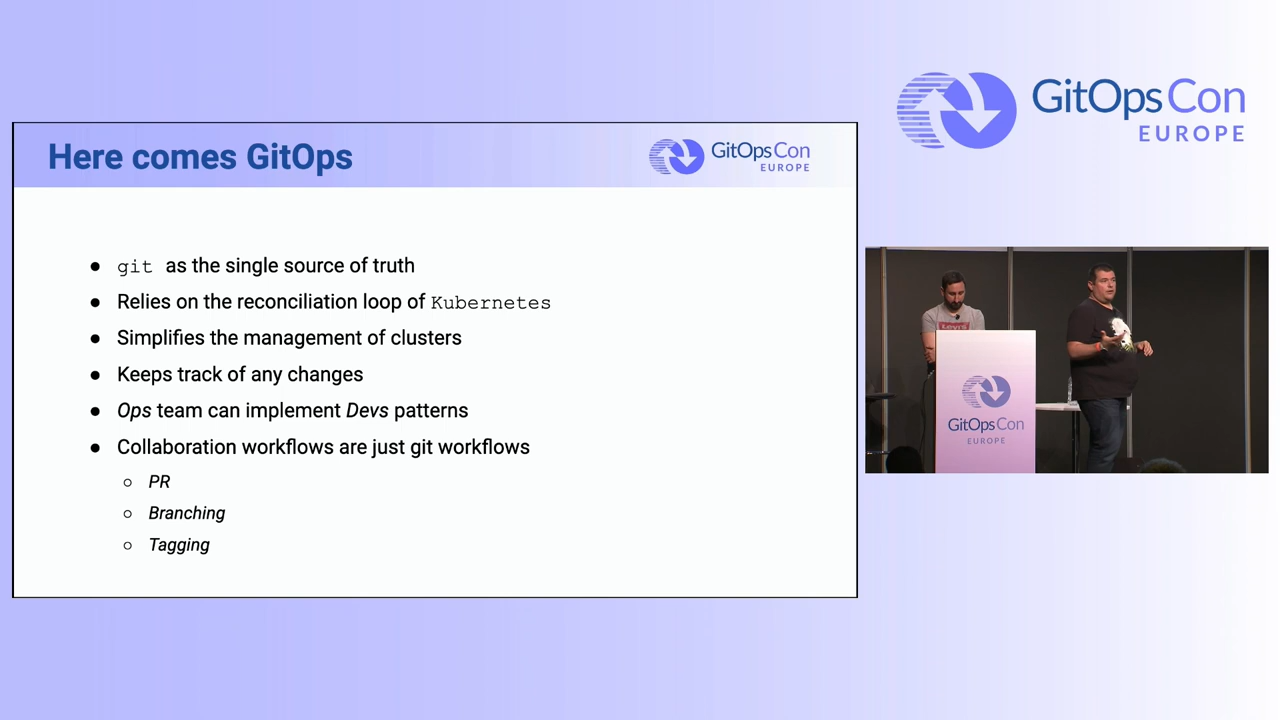 GitOps Con
EUROPE
Here comes GitOps
GitOps Con
EUROPE
● git as the single source of truth
● Relies on the reconciliation loop of Kubernetes
● Simplifies the management of clusters
● Keeps track of any changes
● Ops team can implement Devs patterns
● Collaboration workflows are just git workflows
○ PR
○ Branching
○ Tagging
GitOps Con
EUROPE